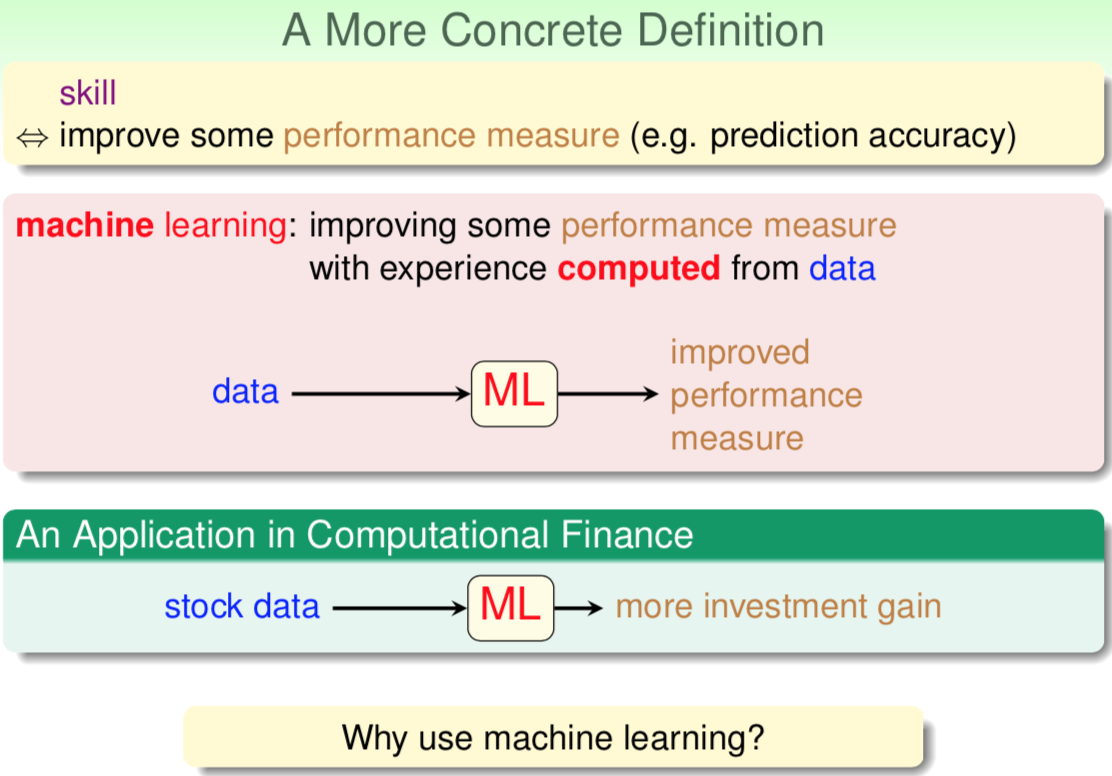 A More Concrete Definition
skill
⇔ improve some performance measure (e.g. prediction accuracy)
machine learning: improving some performance measure
with experience computed from data
data
ML
improved
performance
measure
An Application in Computational Finance
stock data
ML
more investment gain
Why use machine learning?